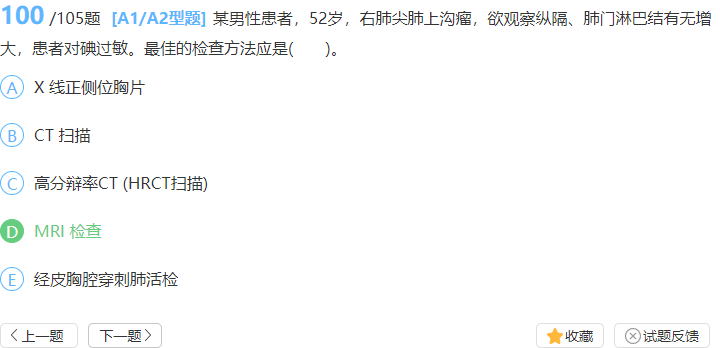 100 /105题 [A1/A2型题] 某男性患者，52岁，右肺尖肺上沟瘤，欲观察纵隔、肺门淋巴结有无增
大，患者对碘过敏。最佳的检查方法应是(　　)。
A X 线正侧位胸片
B CT 扫描
C 高分辩率CT (HRCT扫描)
D MRI 检查
E 经皮胸腔穿刺肺活检
上一题 下一题 收藏 试题反馈